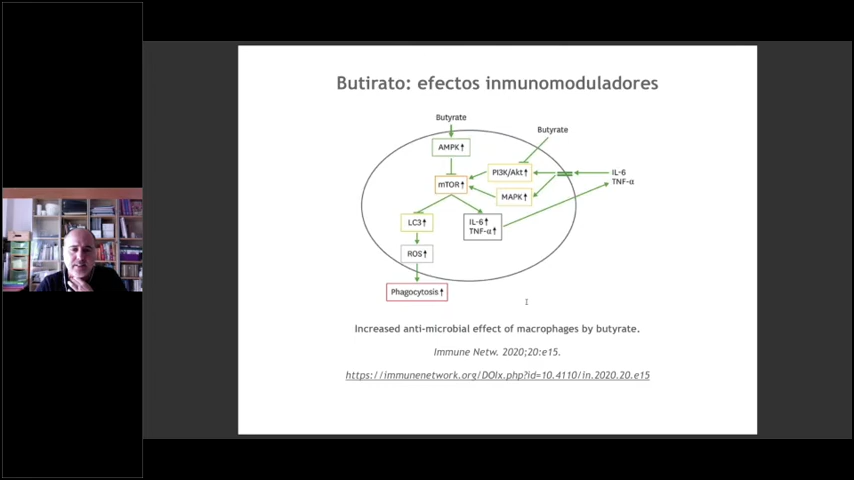 Butirato: efectos inmunomoduladores
Butyrate
Butyrate
AMPK↑
PI3K/Akt↑
IL-6
TNF-α
mTOR↑
MAPK↑
LC3↑
IL-6↑
TNF-α↑
ROS↑
Phagocytosis↑
Increased anti-microbial effect of macrophages by butyrate.
Immune Netw. 2020;20:e15.
https://immunenetwork.org/DOIx.php?id=10.4110/in.2020.20.e15